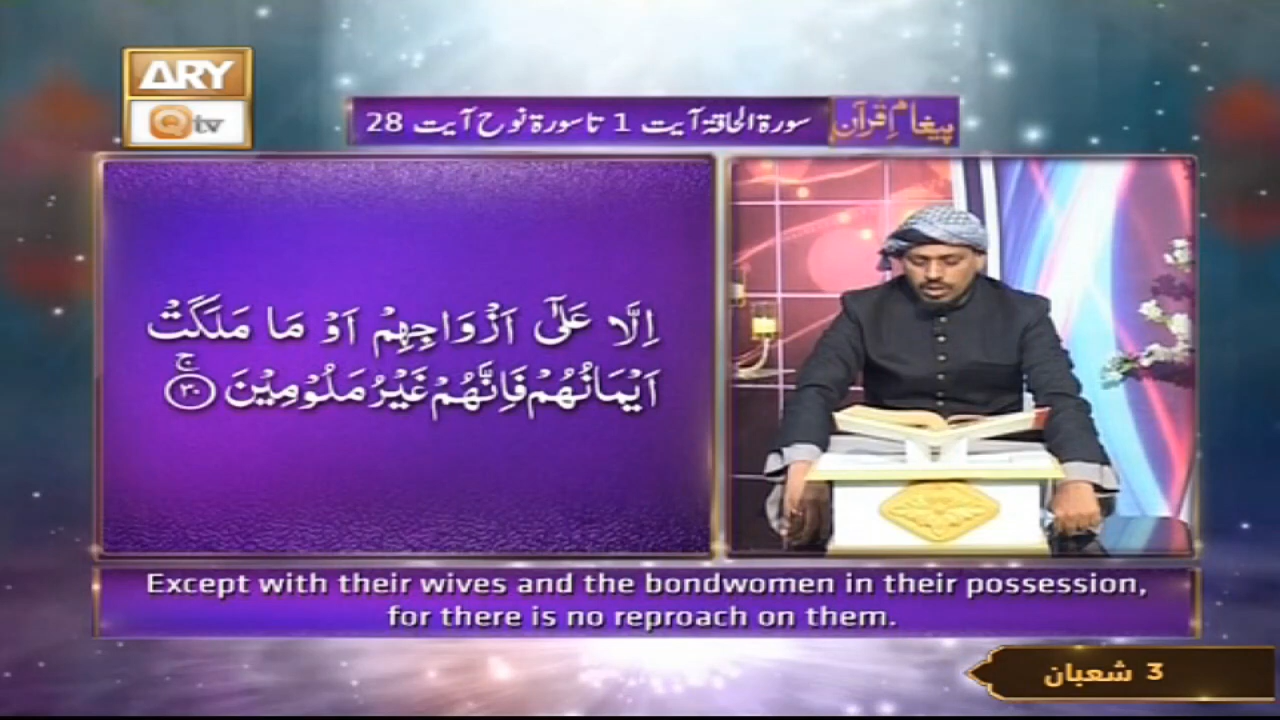 ARY
Qtv
پیغامِ قرآن
سورۃ الحاقۃ آیت 1 تا سورۃ نوح آیت 28
اِلَّا عَلٰٓى اَزْوَاجِهِمْ اَوْ مَا مَلَكَتْ
اَيْمَانُهُمْ فَاِنَّهُمْ غَيْرُ مَلُوْمِيْنَ ۚ ﴿۳۰﴾
Except with their wives and the bondwomen in their possession,
for there is no reproach on them.
3 شعبان